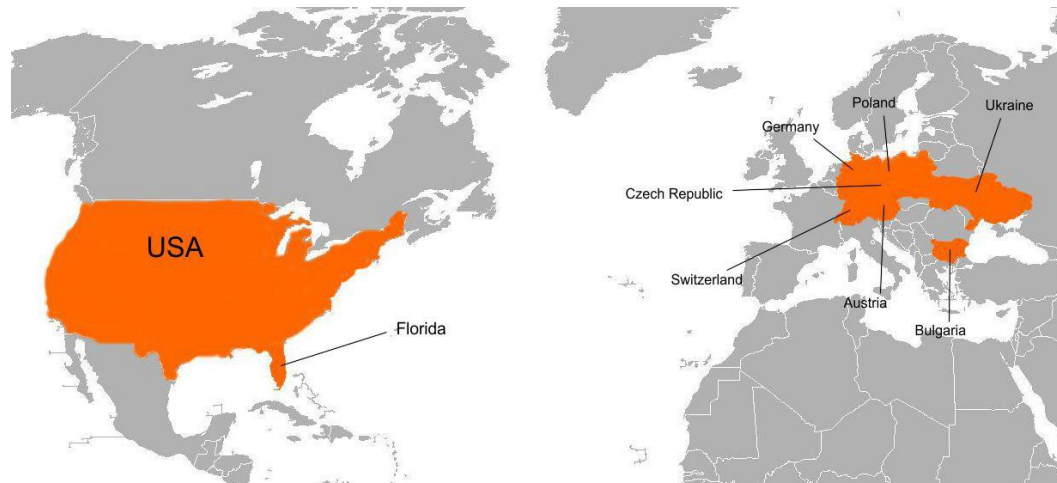 USA
Florida
Poland
Ukraine
Germany
Czech Republic
Switzerland
Austria
Bulgaria